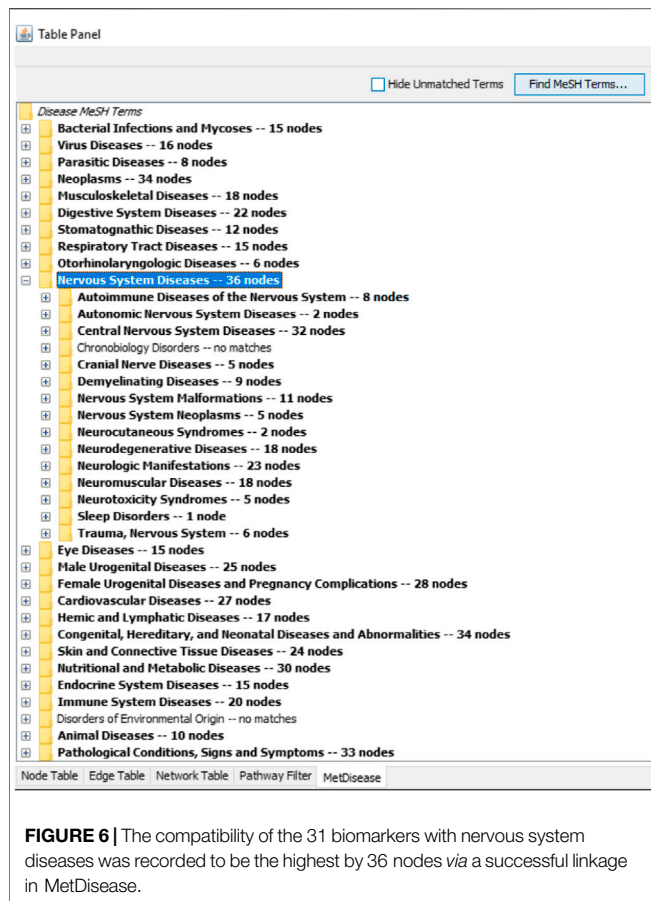 Table Panel
Hide Unmatched Terms Find MeSH Terms...
Disease MeSH Terms
Bacterial Infections and Mycoses -- 15 nodes
Virus Diseases -- 16 nodes
Parasitic Diseases -- 8 nodes
Neoplasms -- 34 nodes
Musculoskeletal Diseases -- 18 nodes
Digestive System Diseases -- 22 nodes
Stomatognathic Diseases -- 12 nodes
Respiratory Tract Diseases -- 15 nodes
Otorhinolaryngologic Diseases -- 6 nodes
Nervous System Diseases -- 36 nodes
Autoimmune Diseases of the Nervous System -- 8 nodes
Autonomic Nervous System Diseases -- 2 nodes
Central Nervous System Diseases -- 32 nodes
Chronobiology Disorders -- no matches
Cranial Nerve Diseases -- 5 nodes
Demyelinating Diseases -- 9 nodes
Nervous System Malformations -- 11 nodes
Nervous System Neoplasms -- 5 nodes
Neurocutaneous Syndromes -- 2 nodes
Neurodegenerative Diseases -- 18 nodes
Neurologic Manifestations -- 23 nodes
Neuromuscular Diseases -- 18 nodes
Neurotoxicity Syndromes -- 5 nodes
Sleep Disorders -- 1 node
Trauma, Nervous System -- 6 nodes
Eye Diseases -- 15 nodes
Male Urogenital Diseases -- 25 nodes
Female Urogenital Diseases and Pregnancy Complications -- 28 nodes
Cardiovascular Diseases -- 27 nodes
Hemic and Lymphatic Diseases -- 17 nodes
Congenital, Hereditary, and Neonatal Diseases and Abnormalities -- 34 nodes
Skin and Connective Tissue Diseases -- 24 nodes
Nutritional and Metabolic Diseases -- 30 nodes
Endocrine System Diseases -- 15 nodes
Immune System Diseases -- 20 nodes
Disorders of Environmental Origin -- no matches
Animal Diseases -- 10 nodes
Pathological Conditions, Signs and Symptoms -- 33 nodes
Node Table Edge Table Network Table Pathway Filter MetDisease
FIGURE 6 | The compatibility of the 31 biomarkers with nervous system
diseases was recorded to be the highest by 36 nodes via a successful linkage
in MetDisease.